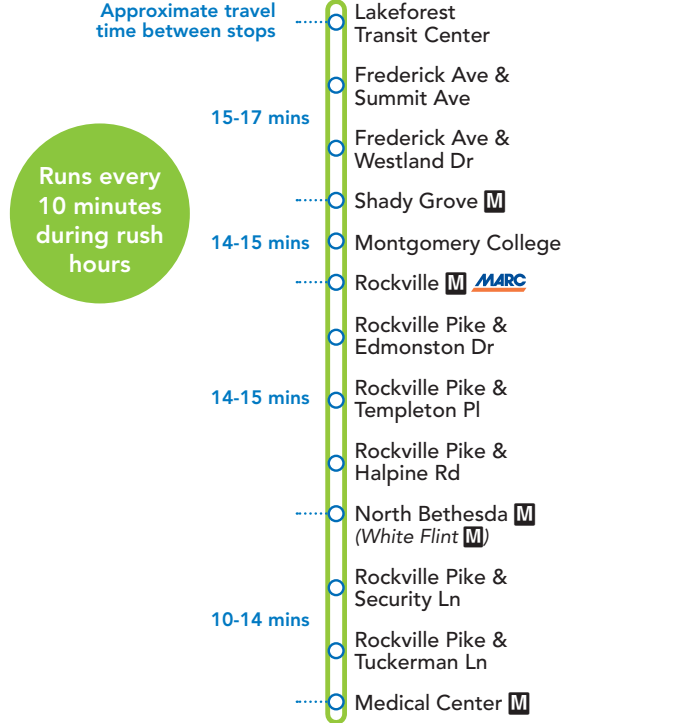 Approximate travel
time between stops
Lakeforest
Transit Center
Frederick Ave &
Summit Ave
15-17 mins
Frederick Ave &
Westland Dr
Runs every
10 minutes
during rush
hours
Shady Grove M
14-15 mins
Montgomery College
Rockville M MARC
Rockville Pike &
Edmonston Dr
14-15 mins
Rockville Pike &
Templeton Pl
Rockville Pike &
Halpine Rd
North Bethesda M
(White Flint M)
Rockville Pike &
Security Ln
10-14 mins
Rockville Pike &
Tuckerman Ln
Medical Center M